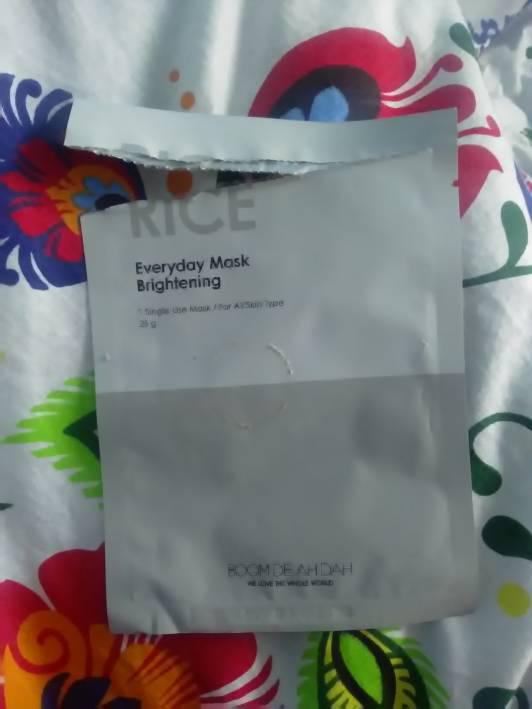 RICE
Everyday Mask
Brightening
1 Single Use Mask / For All Skin Type
25 g
BOOM DE AH DAH
WE LOVE THE WHOLE WORLD